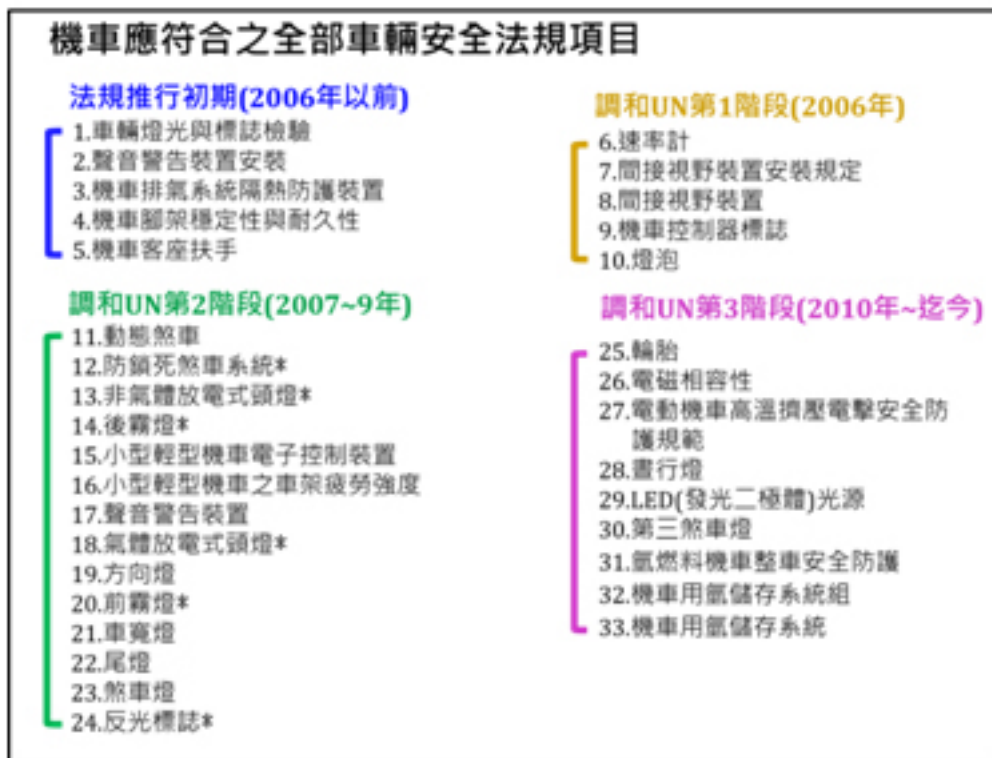 機車應符合之全部車輛安全法規項目
法規推行初期(2006年以前)
1.車輛燈光與標誌檢驗
2.聲音警告裝置安裝
3.機車排氣系統隔熱防護裝置
4.機車腳架穩定性與耐久性
5.機車客座扶手
調和UN第1階段(2006年)
6.速率計
7.間接視野裝置安裝規定
8.間接視野裝置
9.機車控制器標誌
10.燈泡
調和UN第2階段(2007~9年)
11.動態煞車
12.防鎖死煞車系統*
13.非氣體放電式頭燈*
14.後霧燈*
15.小型輕型機車電子控制裝置
16.小型輕型機車之車架疲勞強度
17.聲音警告裝置
18.氣體放電式頭燈*
19.方向燈
20.前霧燈*
21.車寬燈
22.尾燈
23.煞車燈
24.反光標誌*
調和UN第3階段(2010年~迄今)
25.輪胎
26.電磁相容性
27.電動機車高溫擠壓電擊安全防
護規範
28.晝行燈
29.LED(發光二極體)光源
30.第三煞車燈
31.氫燃料機車整車安全防護
32.機車用氫儲存系統組
33.機車用氫儲存系統